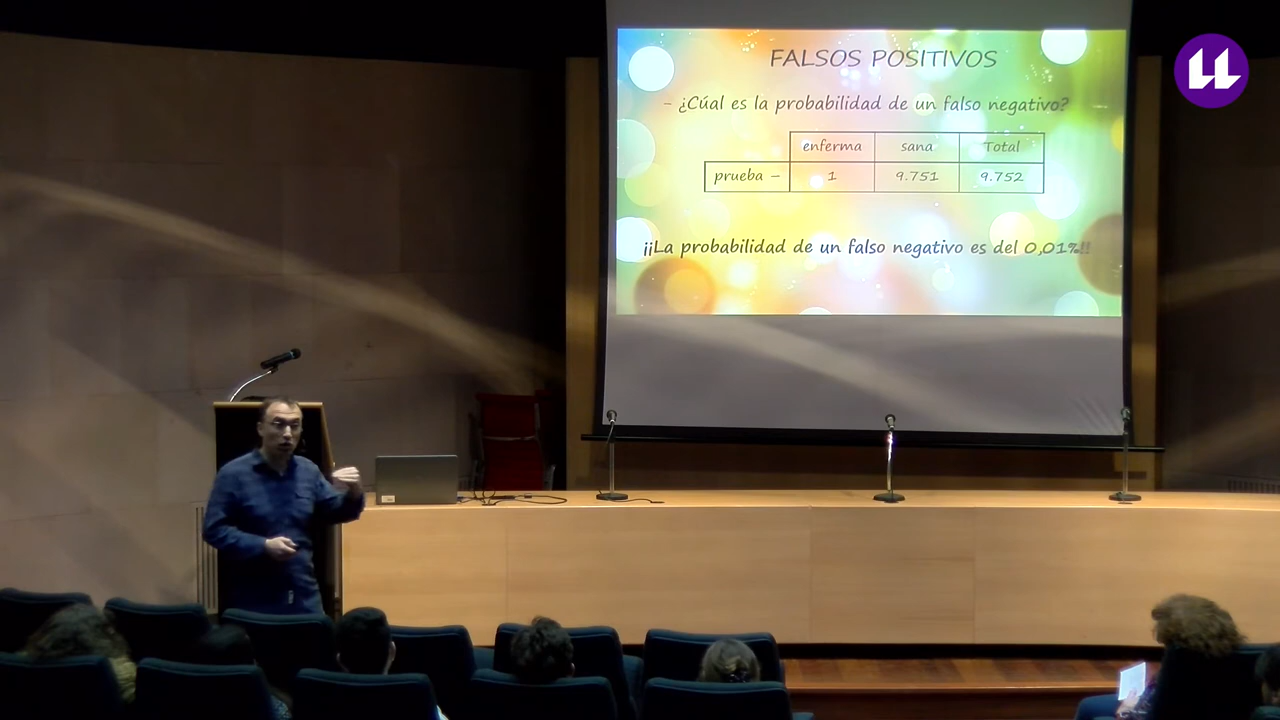 FALSOS POSITIVOS
- ¿Cúal es la probabilidad de un falso negativo?
enferma sana Total
prueba – 1 9.751 9.752
¡¡La probabilidad de un falso negativo es del 0,01%!!